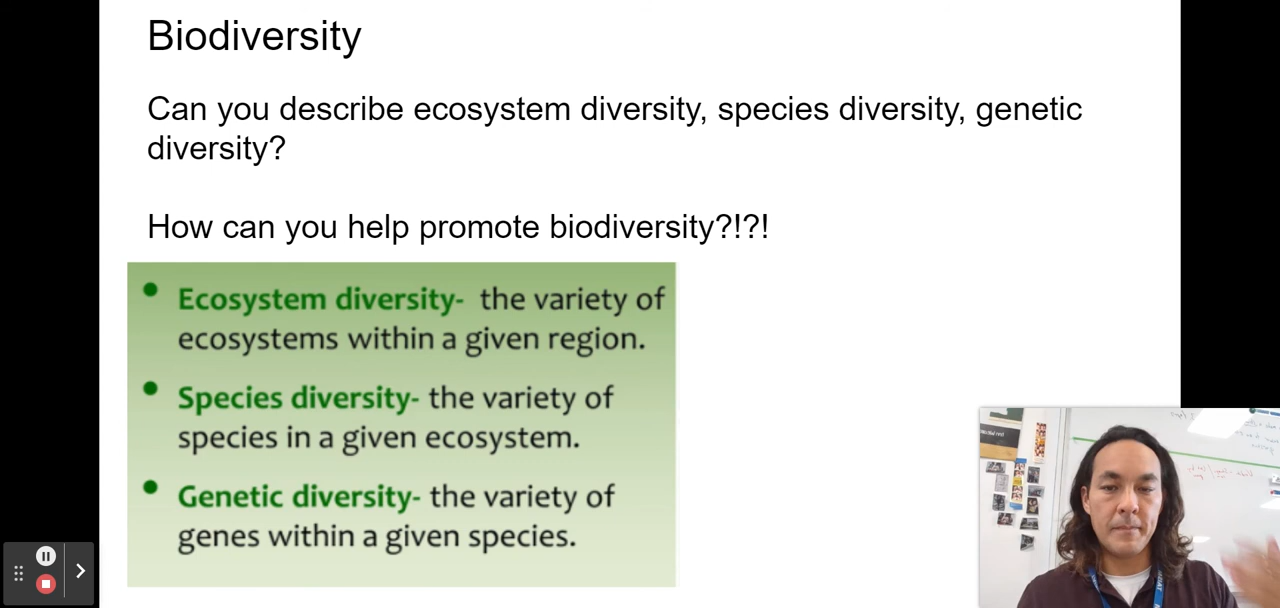 Biodiversity
Can you describe ecosystem diversity, species diversity, genetic
diversity?
How can you help promote biodiversity?!?!
• Ecosystem diversity- the variety of
ecosystems within a given region.
• Species diversity- the variety of
species in a given ecosystem.
• Genetic diversity- the variety of
genes within a given species.